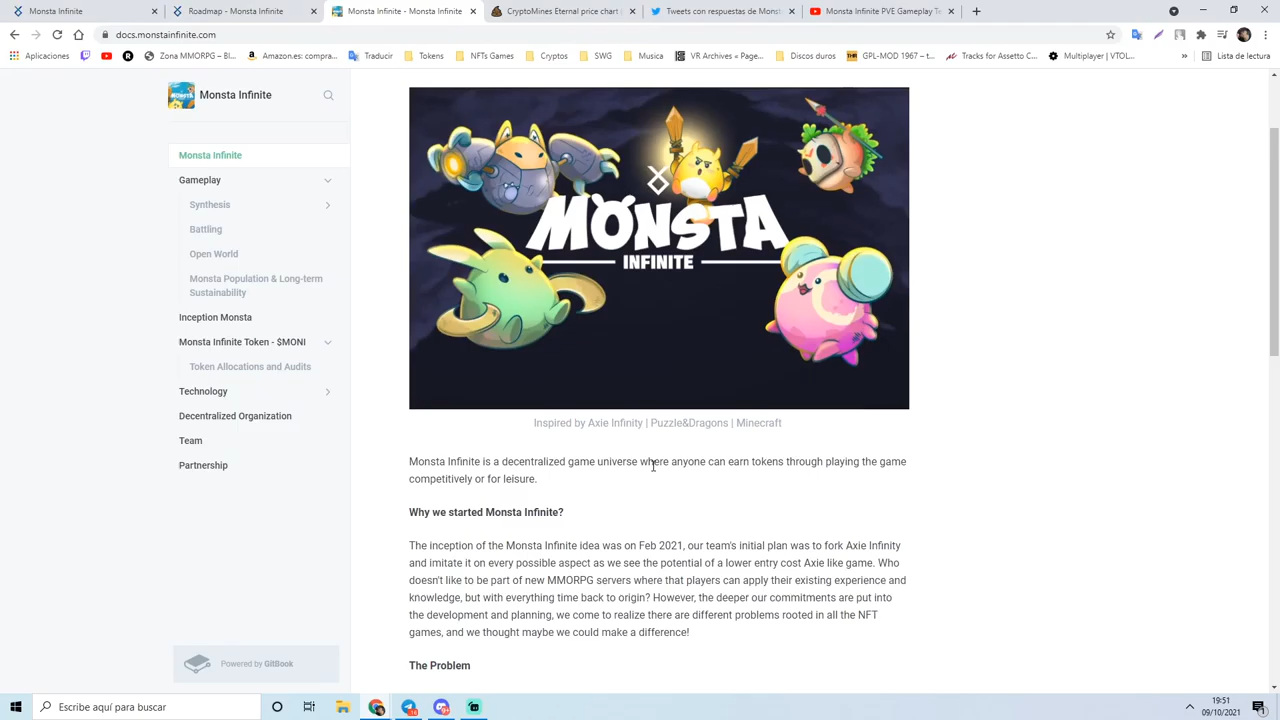 Monsta Infinite
Roadmap - Monsta Infinite
Monsta Infinite - Monsta Infinite
CryptoMines Eternal price chart
Tweets con respuestas de Monst
Monsta Infinite PVE Gameplay Te
docs.monstainfinite.com
Aplicaciones
Zona MMORPG – Bl...
Amazon.es: compra...
Traducir
Tokens
NFTs Games
Cryptos
SWG
Musica
VR Archives « Page...
Discos duros
GPL-MOD 1967 – t...
Tracks for Assetto C...
Multiplayer | VTOL...
»
Lista de lectura
Monsta Infinite
Monsta Infinite
Gameplay
Synthesis
Battling
Open World
Monsta Population & Long-term
Sustainability
Inception Monsta
Monsta Infinite Token - $MONI
Token Allocations and Audits
Technology
Decentralized Organization
Team
Partnership
Powered by GitBook
MONSTA
MONSTA
INFINITE
Inspired by Axie Infinity | Puzzle&Dragons | Minecraft
Monsta Infinite is a decentralized game universe where anyone can earn tokens through playing the game
competitively or for leisure.
Why we started Monsta Infinite?
The inception of the Monsta Infinite idea was on Feb 2021, our team's initial plan was to fork Axie Infinity
and imitate it on every possible aspect as we see the potential of a lower entry cost Axie like game. Who
doesn't like to be part of new MMORPG servers where that players can apply their existing experience and
knowledge, but with everything time back to origin? However, the deeper our commitments are put into
the development and planning, we come to realize there are different problems rooted in all the NFT
games, and we thought maybe we could make a difference!
The Problem
Escribe aquí para buscar
19:51
09/10/2021